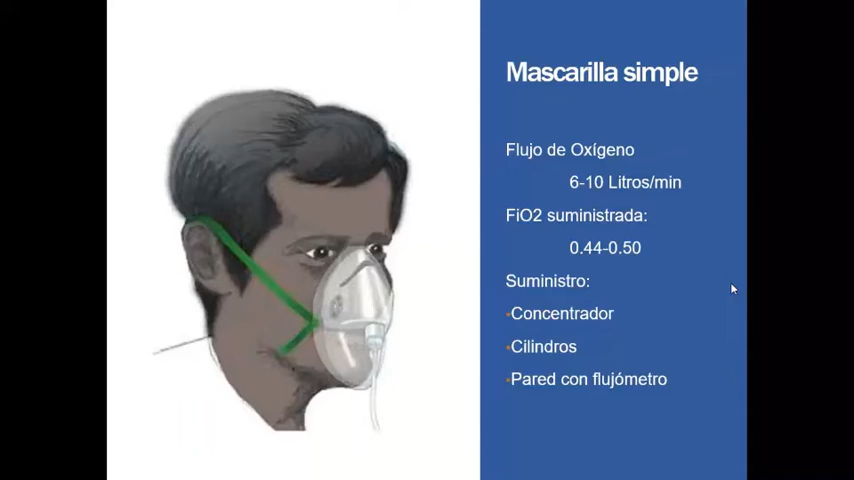 Mascarilla simple
Flujo de Oxígeno
6-10 Litros/min
FiO2 suministrada:
0.44-0.50
Suministro:
•Concentrador
•Cilindros
•Pared con flujómetro